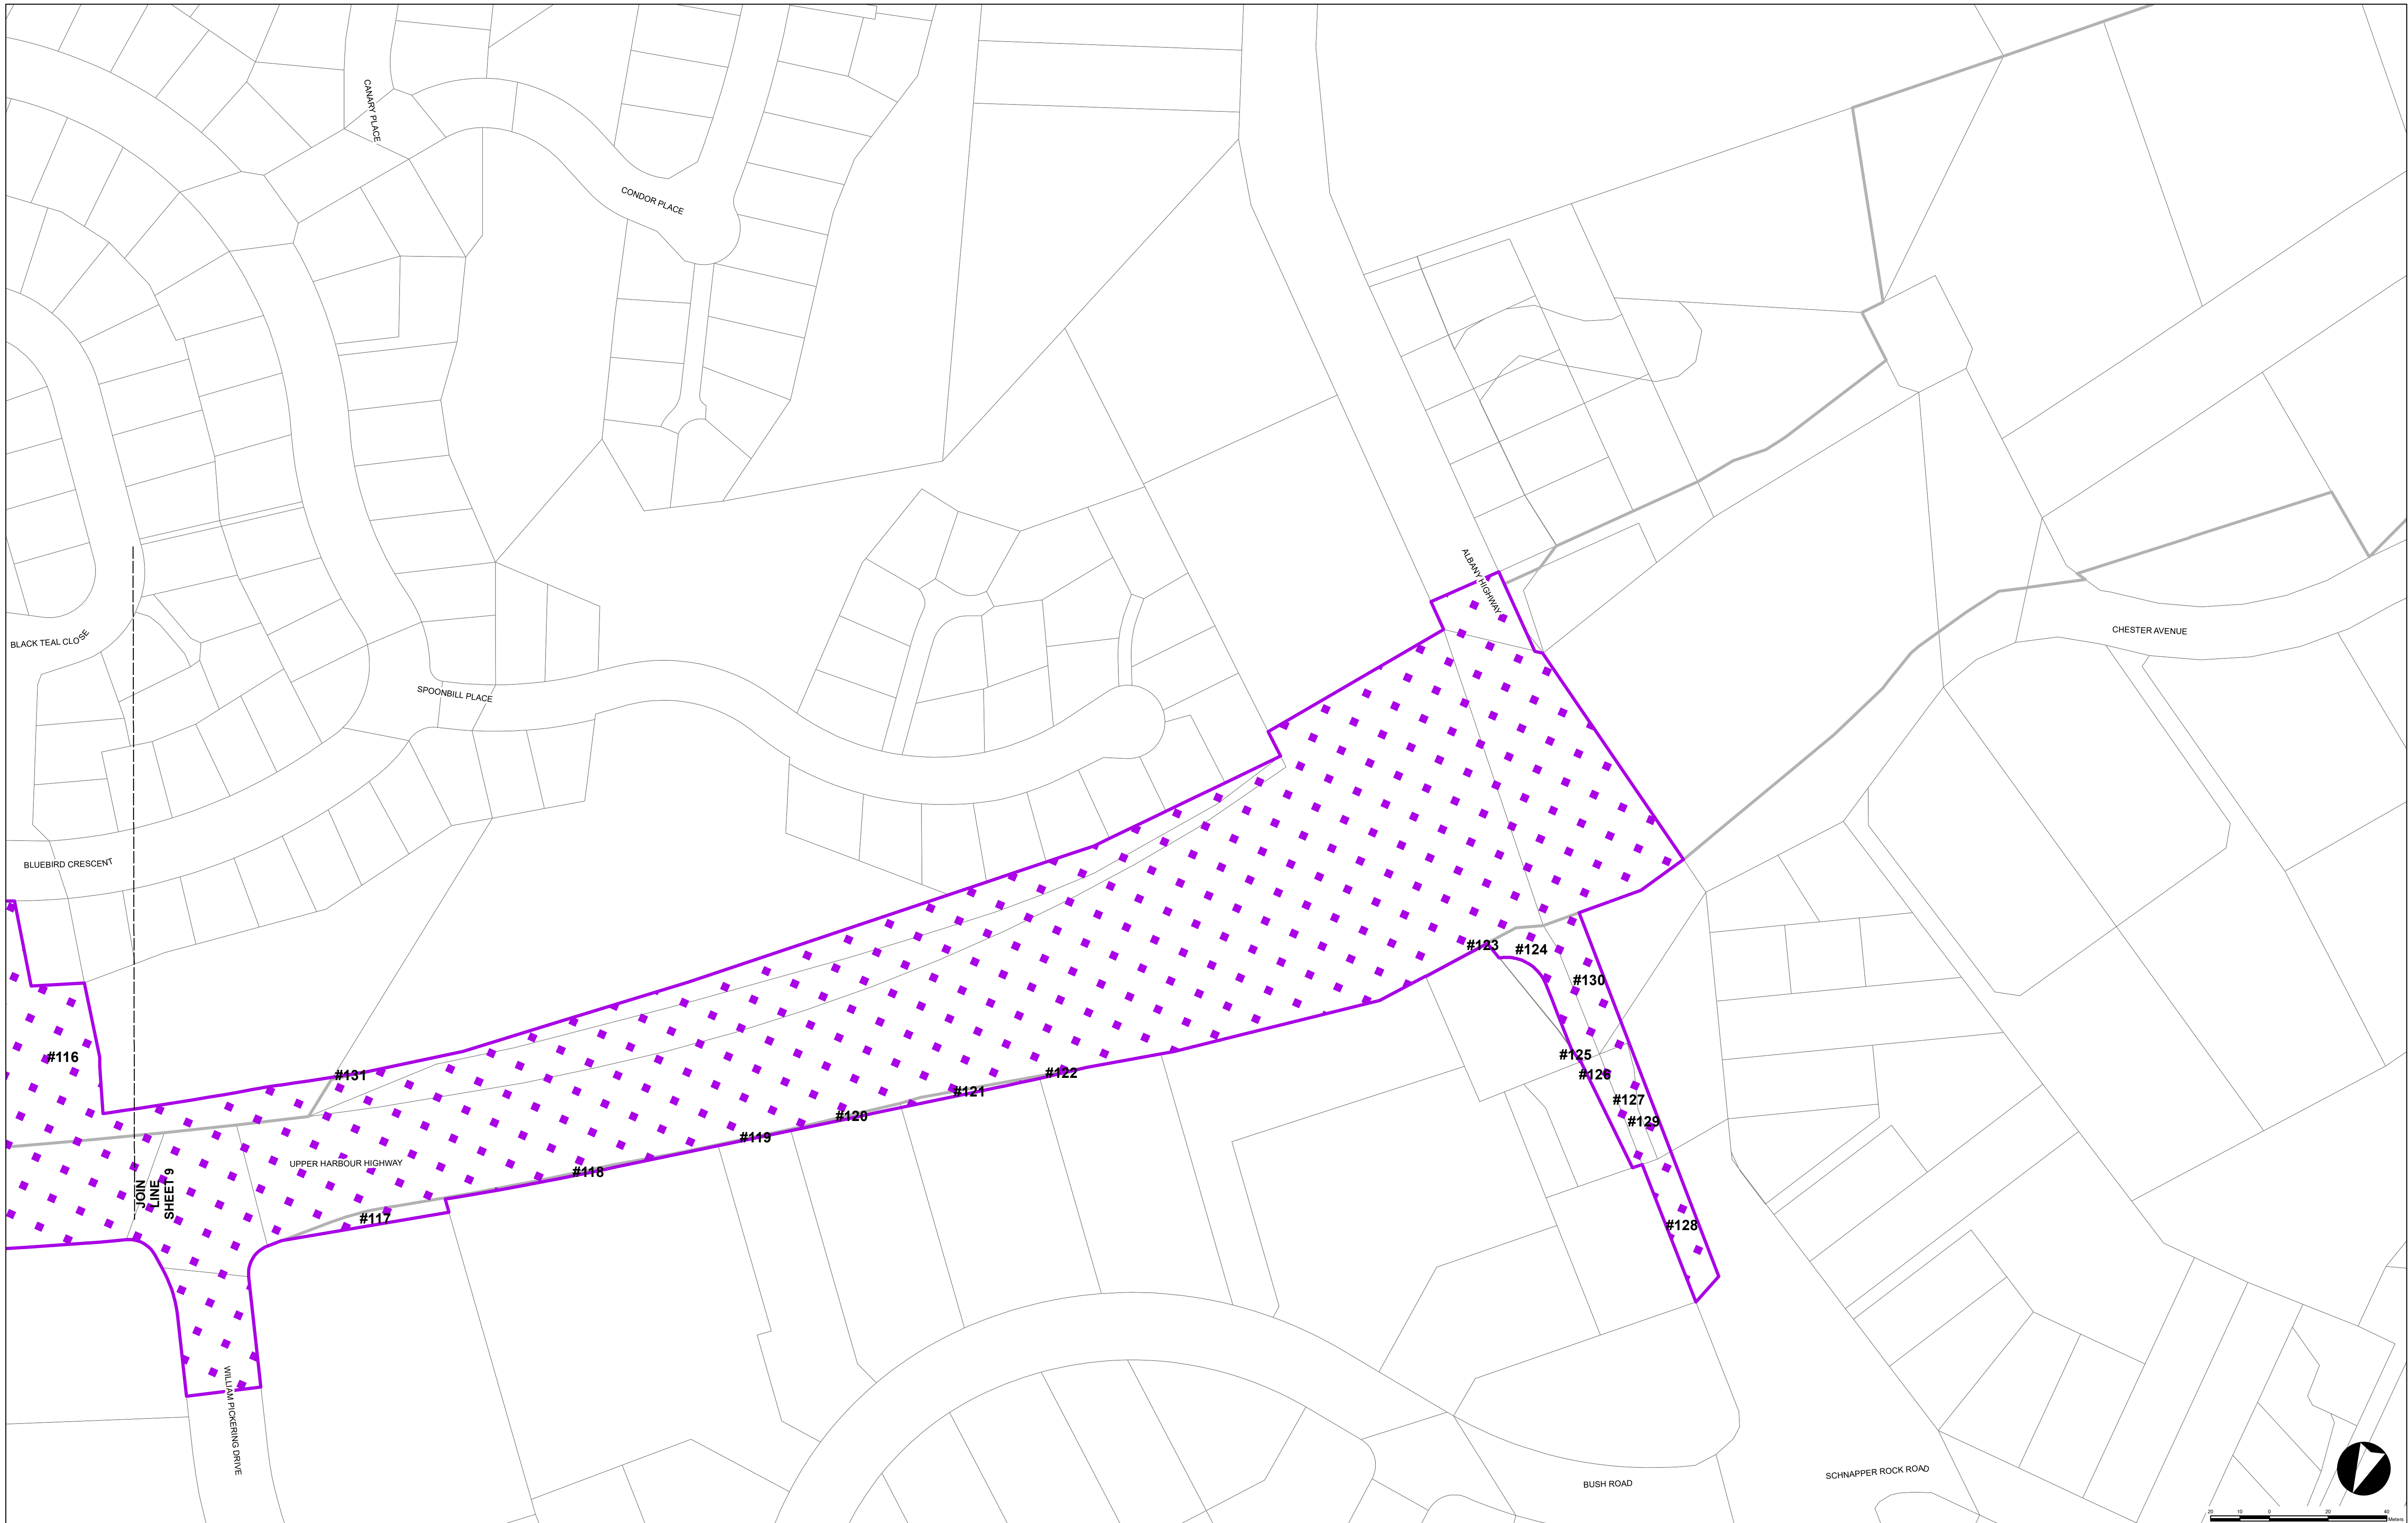 CANARY PLACE
CONDOR PLACE
ALBANY HIGHWAY
BLACK TEAL CLOSE
CHESTER AVENUE
SPOONBILL PLACE
BLUEBIRD CRESCENT
#123
#124
#130
#116
#125
#131
#122
#126
#121
#127
#120
#129
#119
UPPER HARBOUR HIGHWAY
#118
JOIN
LINE
SHEET 9
#117
#128
WILLIAM PICKERING DRIVE
SCHNAPPER ROCK ROAD
BUSH ROAD
20 10 0 20 40
Meters